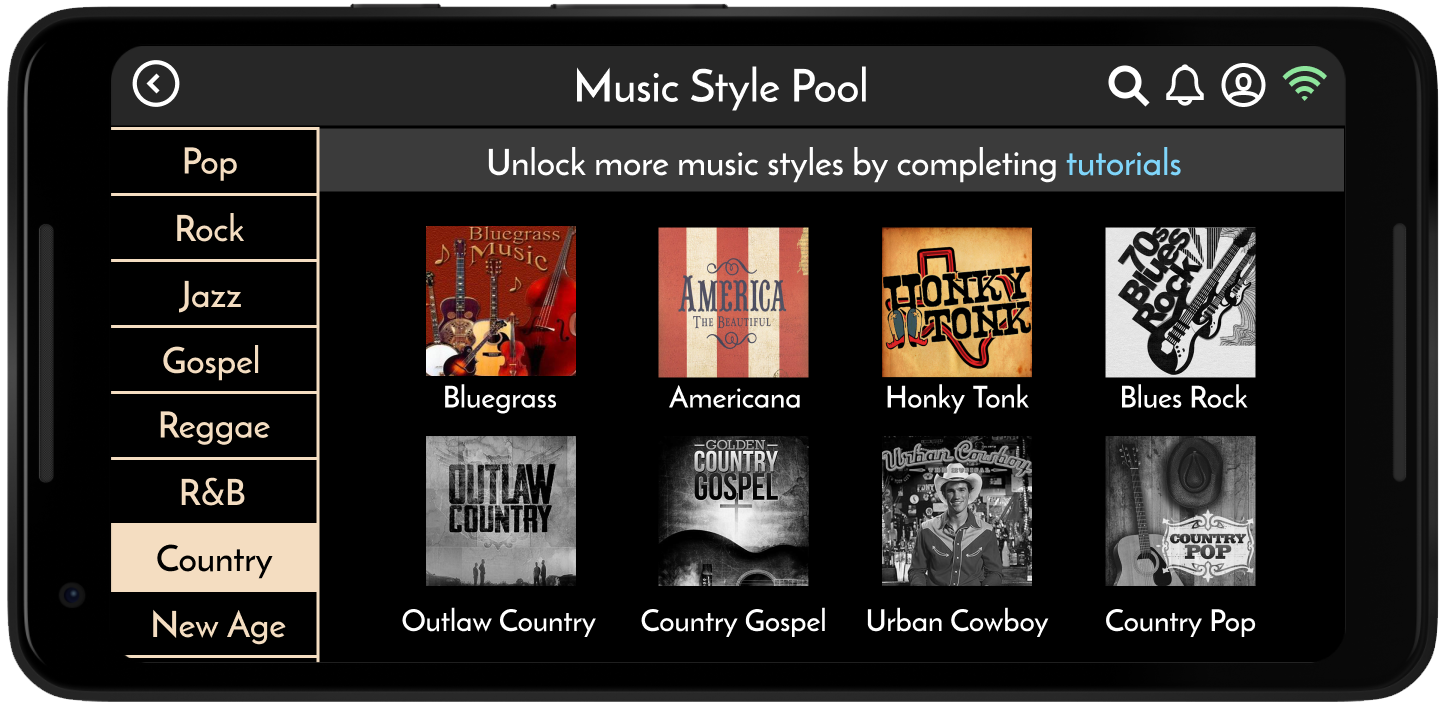 Music Style Pool
Unlock more music styles by completing tutorials
Pop
Rock
Jazz
Gospel
Reggae
R&B
Country
New Age
Bluegrass
Music
Bluegrass
AMERICA
THE BEAUTIFUL
Americana
HONKY
TONK
Honky Tonk
70s
Blues
Rock
Blues Rock
OUTLAW
COUNTRY
Outlaw Country
GOLDEN
COUNTRY
GOSPEL
Country Gospel
Urban Cowboy
THE MUSICAL
Urban Cowboy
COUNTRY
POP
Country Pop